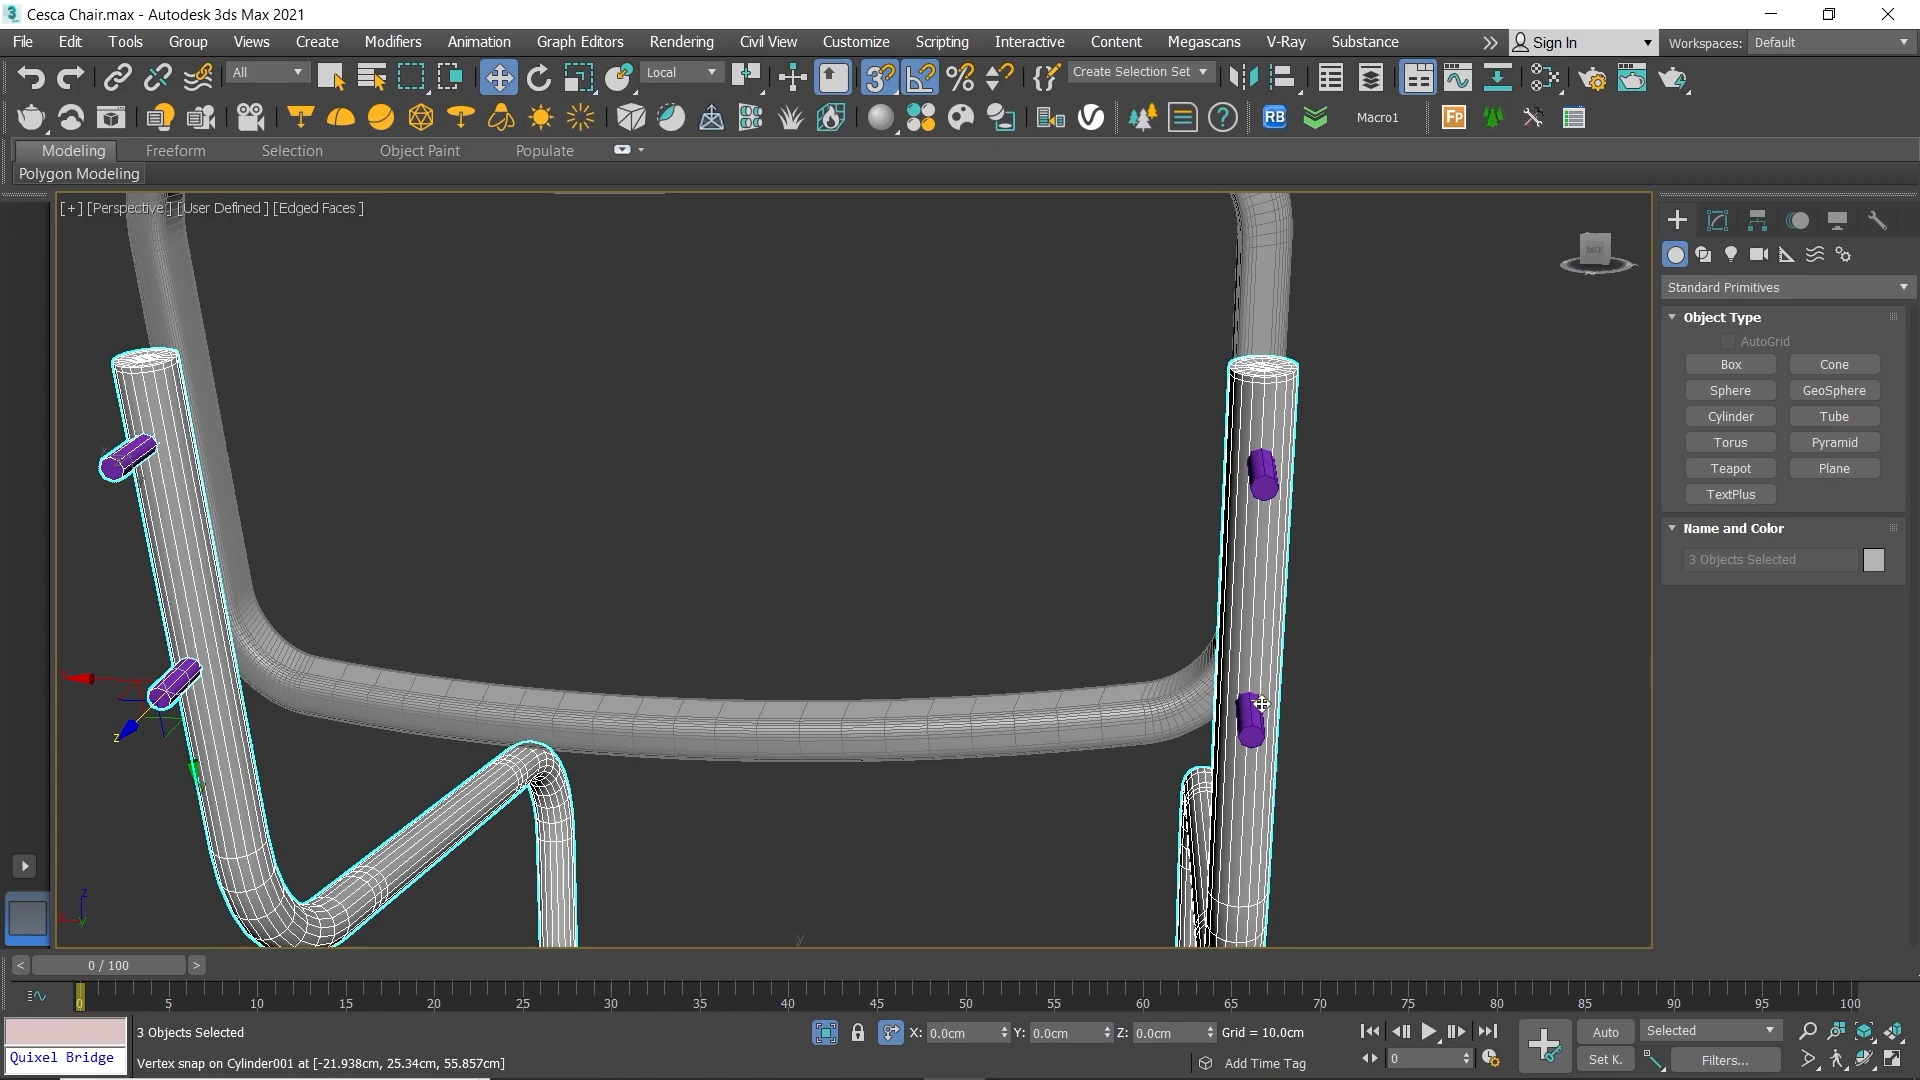 Cesca Chair.max - Autodesk 3ds Max 2021
File Edit Tools Group Views Create Modifiers Animation Graph Editors Rendering Civil View Customize Scripting Interactive Content Megascans V-Ray Substance Sign In Workspaces: Default
All Local Create Selection Set
RB Macro1 Fp
Modeling Freeform Selection Object Paint Populate
Polygon Modeling
[+] [Perspective ] [User Defined ] [Edged Faces ]
BACK
Standard Primitives
Object Type
AutoGrid
Box Cone
Sphere GeoSphere
Cylinder Tube
Torus Pyramid
Teapot Plane
TextPlus
Name and Color
3 Objects Selected
z
z
y
y
< 0 / 100 >
0 5 10 15 20 25 30 35 40 45 50 55 60 65 70 75 80 85 90 95 100
3 Objects Selected X: 0.0cm Y: 0.0cm Z: 0.0cm Grid = 10.0cm Auto Selected
Quixel Bridge Vertex snap on Cylinder001 at [-21.938cm, 25.34cm, 55.857cm] Add Time Tag 0 Set K. Filters...